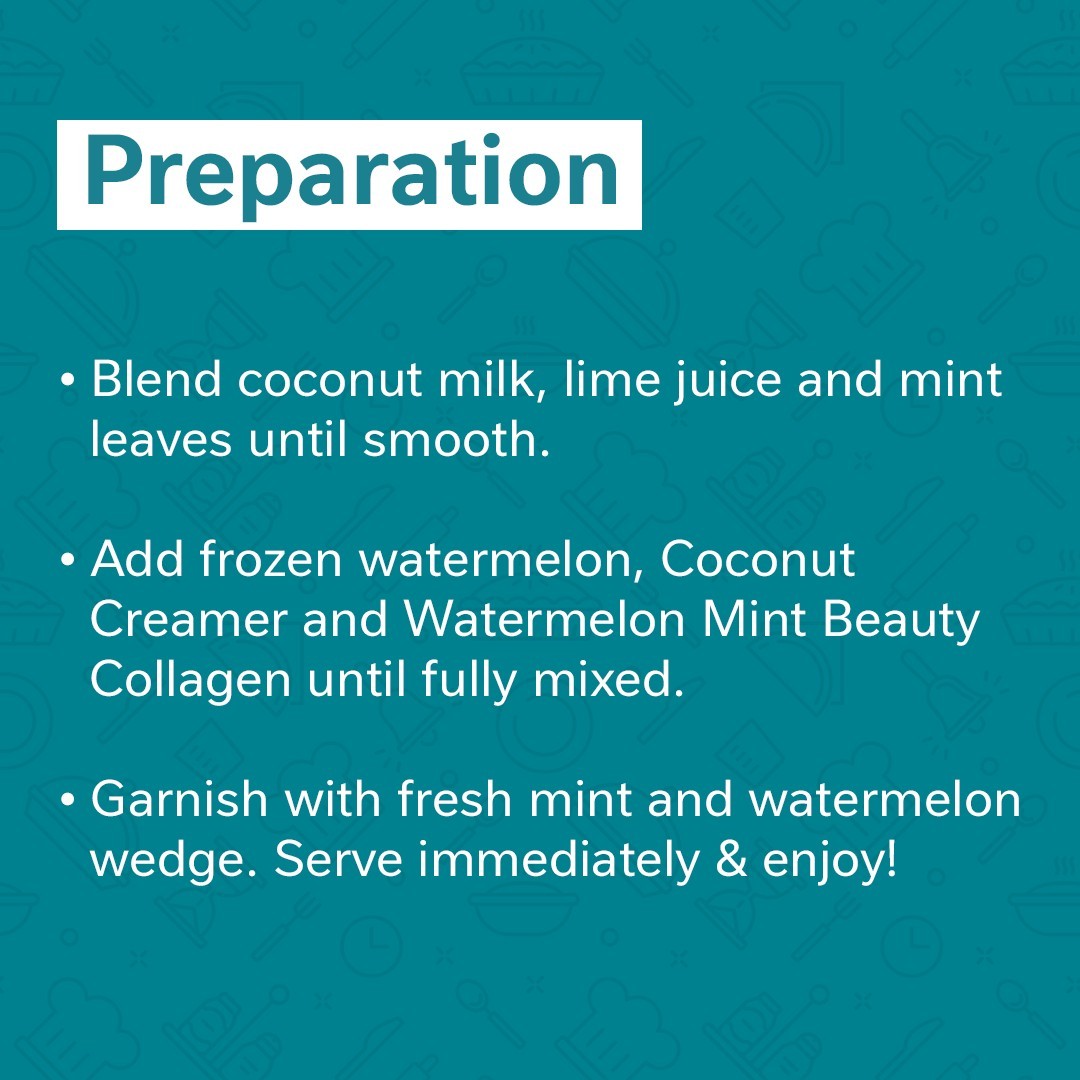 Preparation
• Blend coconut milk, lime juice and mint
leaves until smooth.
• Add frozen watermelon, Coconut
Creamer and Watermelon Mint Beauty
Collagen until fully mixed.
• Garnish with fresh mint and watermelon
wedge. Serve immediately & enjoy!